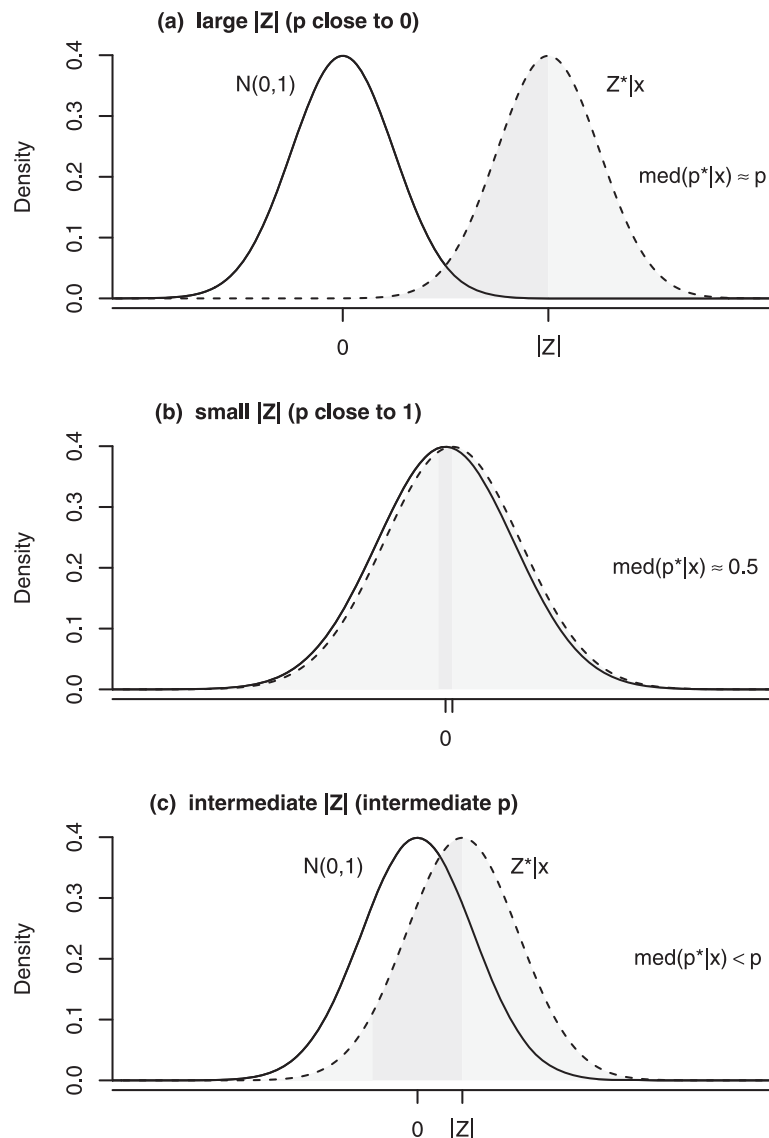 (a) large |Z| (p close to 0)
0.4
0.3
0.2
0.1
0.0
Density
N(0,1)
Z*|x
med(p*|x) ≈ p
0
|Z|
(b) small |Z| (p close to 1)
0.4
0.3
0.2
0.1
0.0
Density
med(p*|x) ≈ 0.5
0
(c) intermediate |Z| (intermediate p)
0.4
0.3
0.2
0.1
0.0
Density
N(0,1)
Z*|x
med(p*|x) < p
0
|Z|